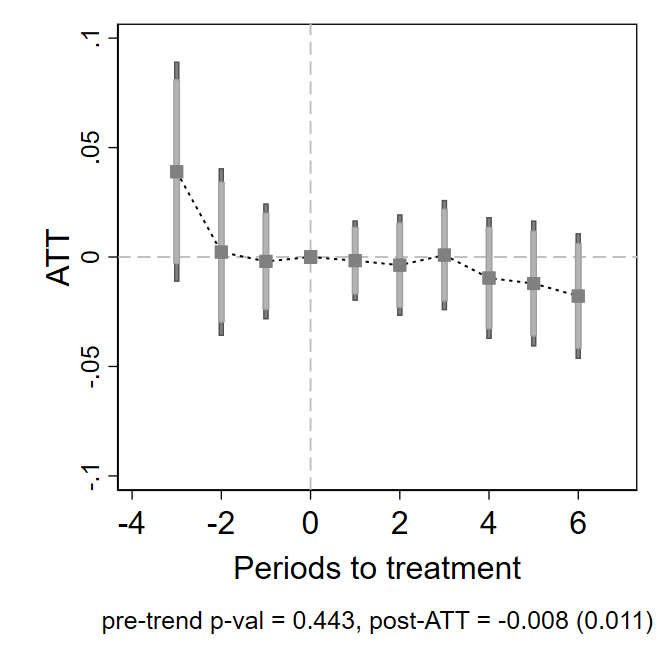 .1
.05
0
-.05
-.1
ATT
-4 -2 0 2 4 6
Periods to treatment
pre-trend p-val = 0.443, post-ATT = -0.008 (0.011)